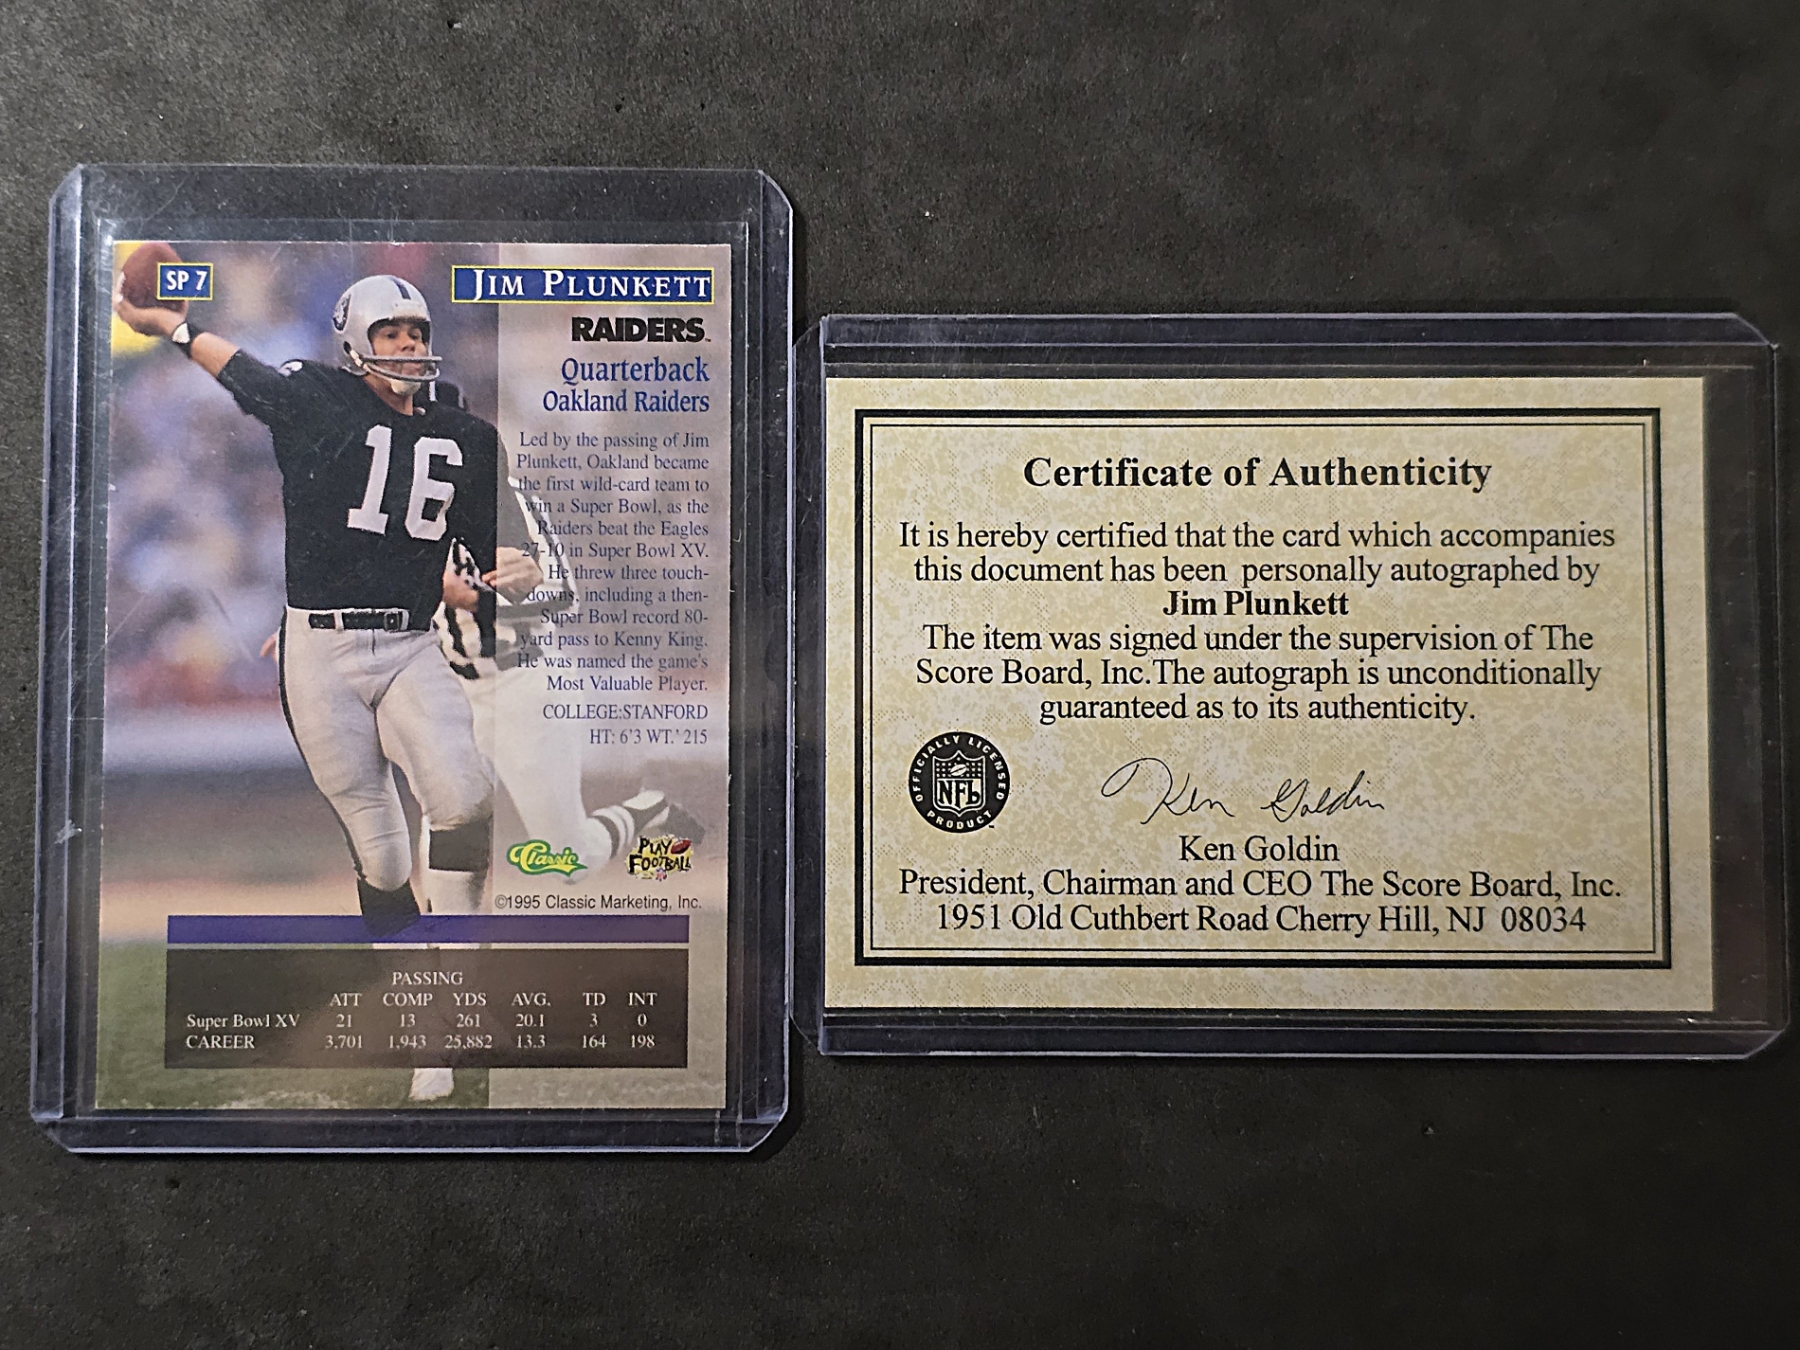 SP 7
JIM PLUNKETT
RAIDERS
Quarterback
Oakland Raiders
16
Led by the passing of Jim
Plunkett, Oakland became
the first wild-card team to
win a Super Bowl, as the
Raiders beat the Eagles
27-10 in Super Bowl XV.
He threw three touch-
downs, including a then-
Super Bowl record 80-
yard pass to Kenny King.
He was named the game's
Most Valuable Player.
COLLEGE:STANFORD
HT: 6'3 WT.' 215
Classic
PLAY
FOOTBALL
©1995 Classic Marketing, Inc.
PASSING
ATT COMP YDS AVG. TD INT
Super Bowl XV 21 13 261 20.1 3 0
CAREER 3,701 1,943 25,882 13.3 164 198
Certificate of Authenticity
It is hereby certified that the card which accompanies
this document has been personally autographed by
Jim Plunkett
The item was signed under the supervision of The
Score Board, Inc.The autograph is unconditionally
guaranteed as to its authenticity.
OFFICIALLY LICENSED
NFL
PRODUCT
Ken Goldin
Ken Goldin
President, Chairman and CEO The Score Board, Inc.
1951 Old Cuthbert Road Cherry Hill, NJ 08034